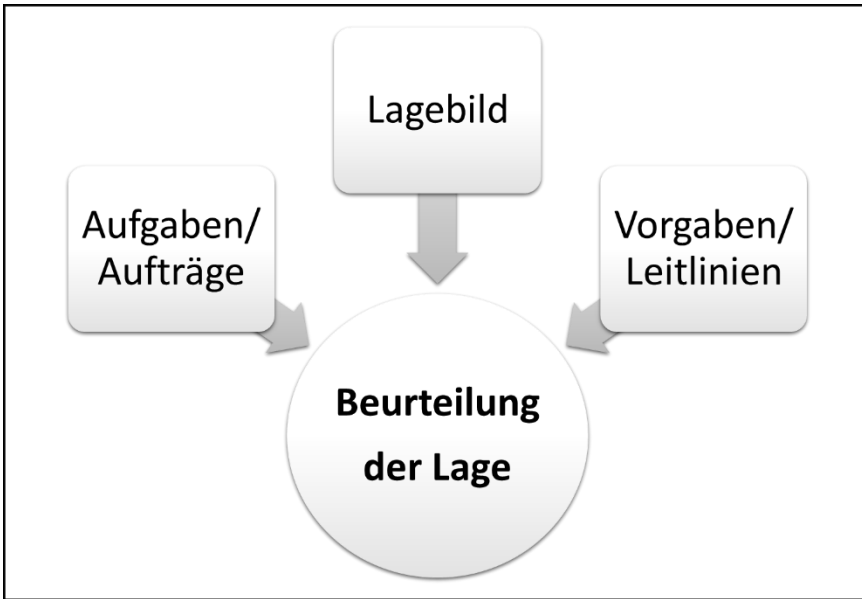 Lagebild
Aufgaben/
Aufträge
Vorgaben/
Leitlinien
Beurteilung
der Lage